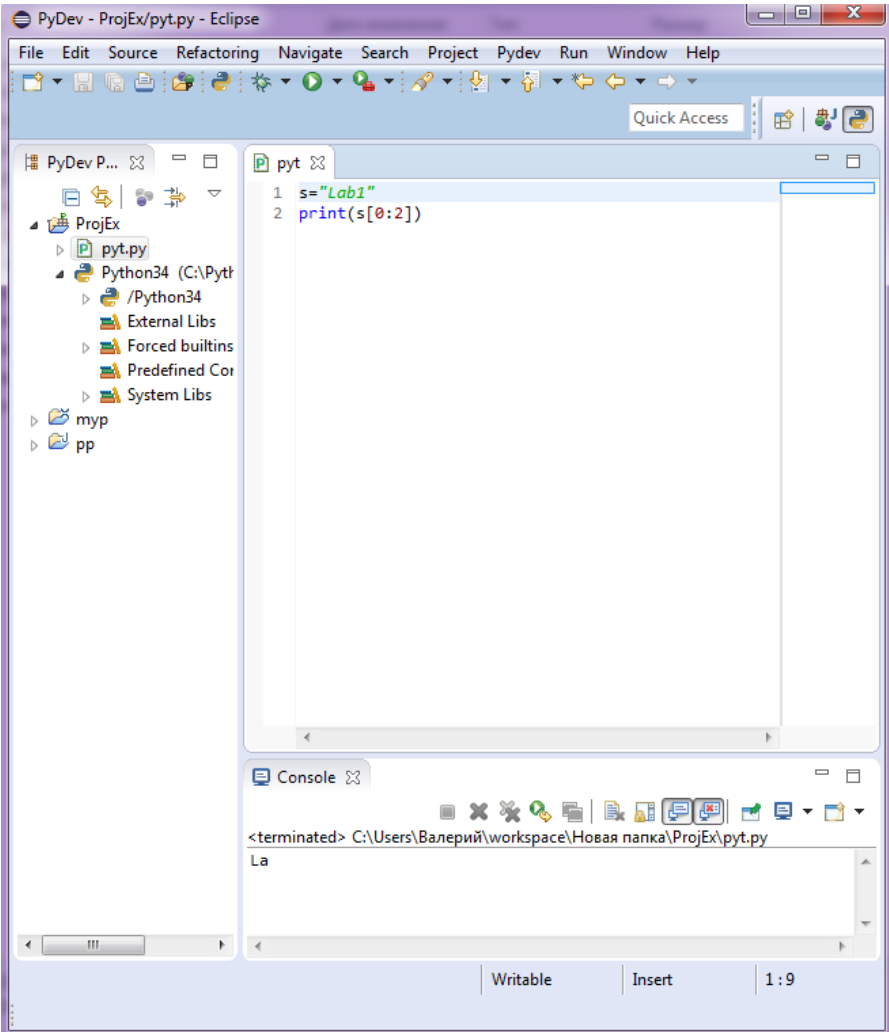 PyDev - ProjEx/pyt.py - Eclipse
File Edit Source Refactoring Navigate Search Project Pydev Run Window Help
Quick Access
PyDev P...
ProjEx
pyt.py
Python34 (C:\Pyth
/Python34
External Libs
Forced builtins
Predefined Cor
System Libs
myp
pp
pyt
1 s="Lab1"
2 print(s[0:2])
Console
<terminated> C:\Users\Валерий\workspace\Новая папка\ProjEx\pyt.py
La
Writable Insert 1:9